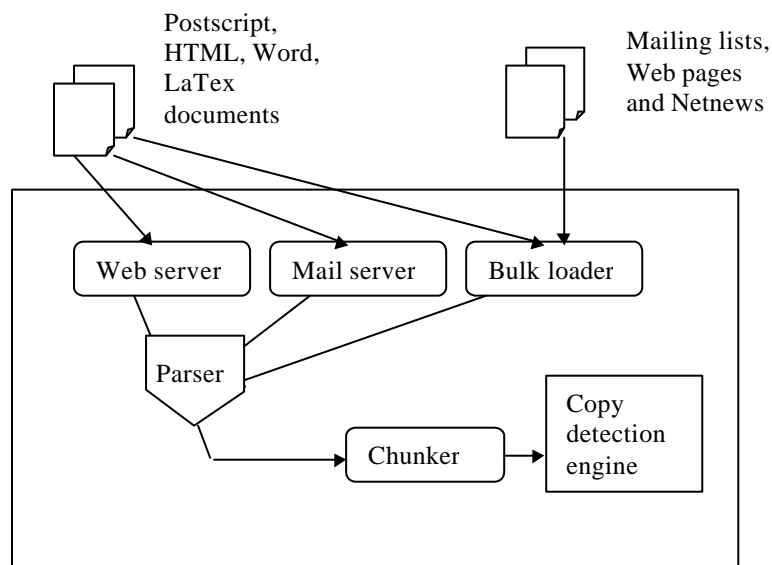 Postscript,
HTML, Word,
LaTex
documents
Mailing lists,
Web pages
and Netnews
Web server
Mail server
Bulk loader
Parser
Chunker
Copy
detection
engine